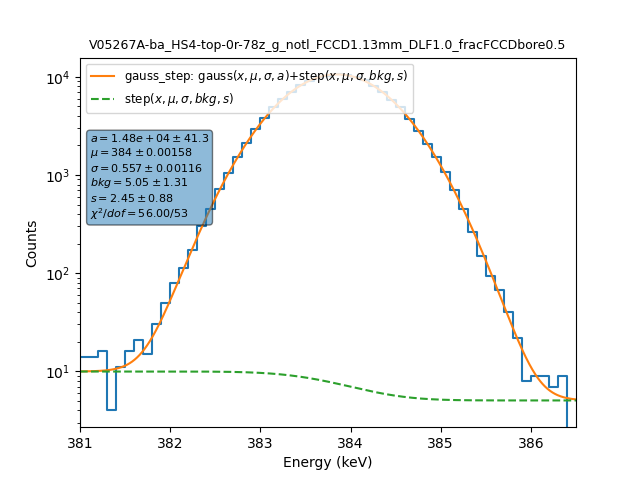 V05267A-ba_HS4-top-0r-78z_g_notl_FCCD1.13mm_DLF1.0_fracFCCDbore0.5
gauss_step: gauss(x, μ, σ, a)+step(x, μ, σ, bkg, s)
step(x, μ, σ, bkg, s)
a = 1.48e + 04 ± 41.3
μ = 384 ± 0.00158
σ = 0.557 ± 0.00116
bkg = 5.05 ± 1.31
s = 2.45 ± 0.88
χ²/dof = 56.00/53
10⁴
10³
10²
10¹
Counts
381 382 383 384 385 386
Energy (keV)